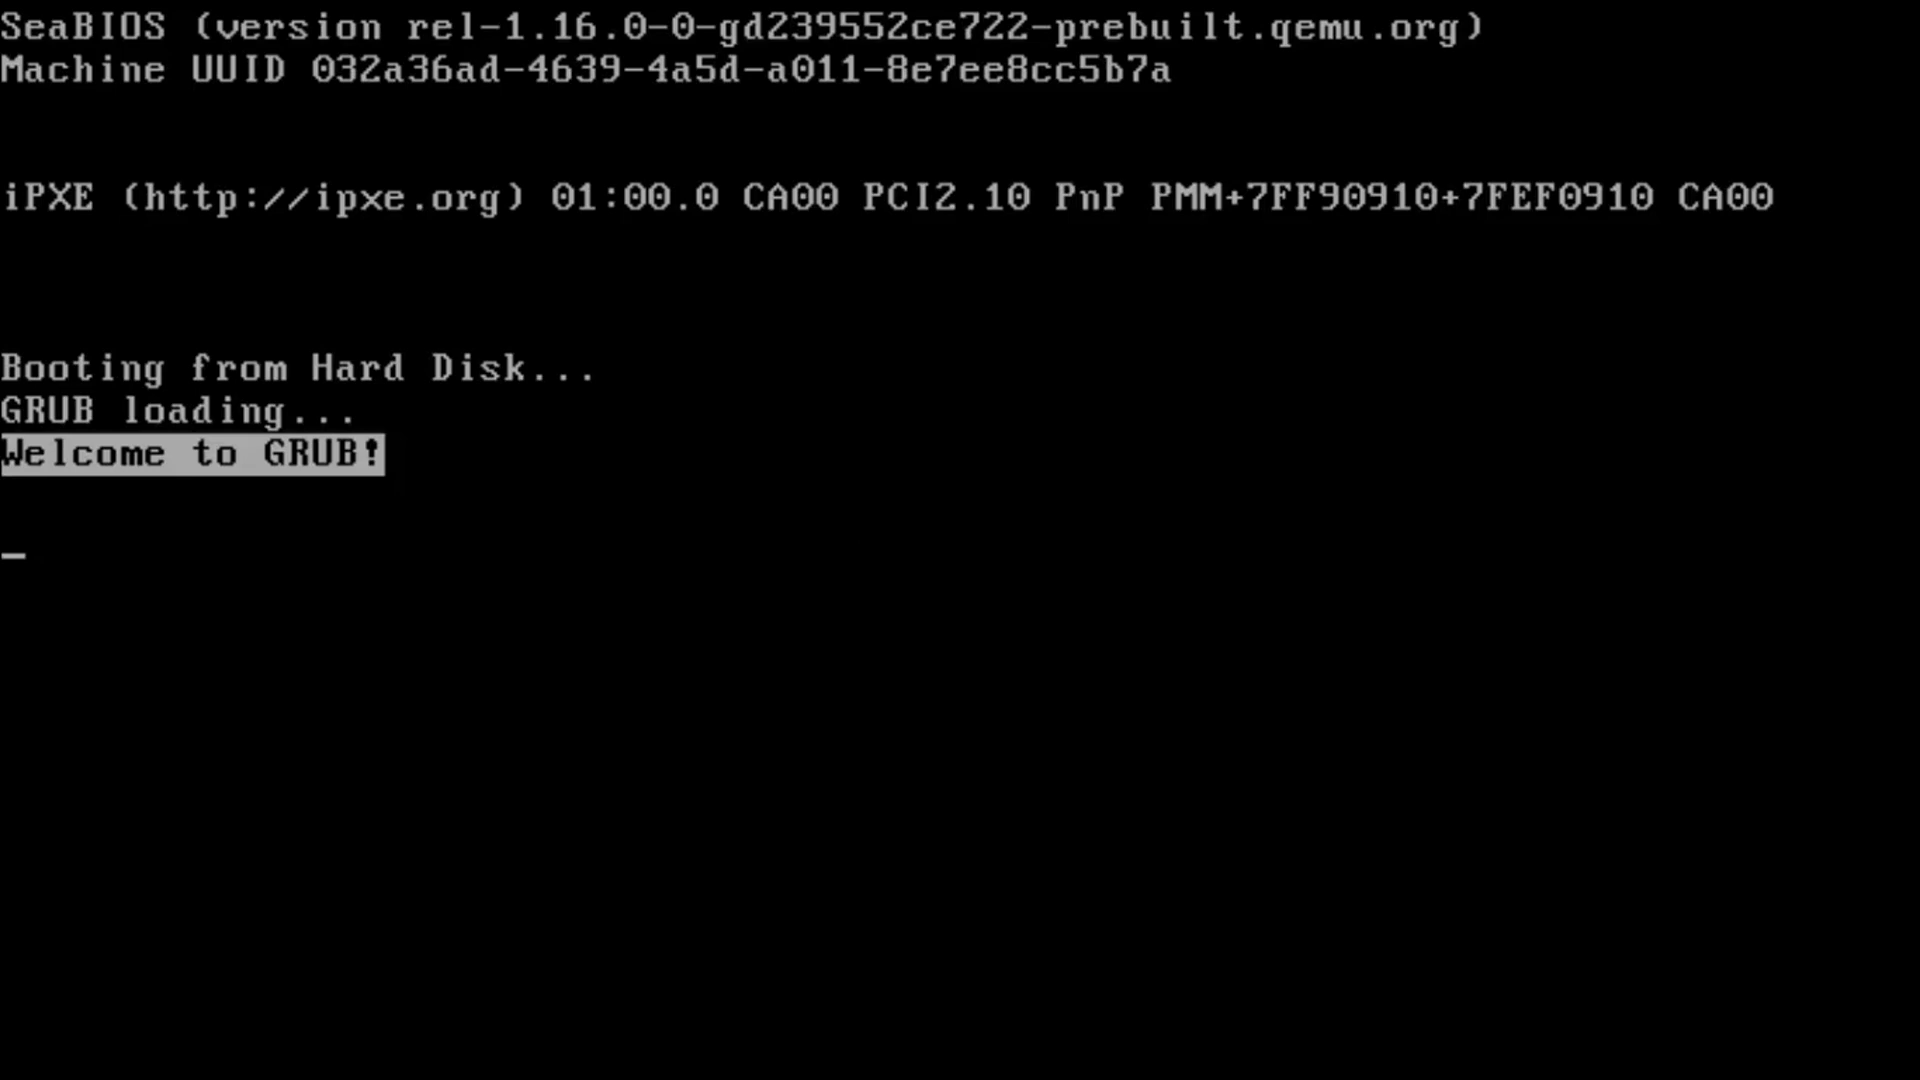 SeaBIOS (version rel-1.16.0-0-gd239552ce722-prebuilt.qemu.org)
Machine UUID 032a36ad-4639-4a5d-a011-8e7ee8cc5b7a
iPXE (http://ipxe.org) 01:00.0 CA00 PCI2.10 PnP PMM+7FF90910+7FEF0910 CA00
Booting from Hard Disk...
GRUB loading...
Welcome to GRUB!
_